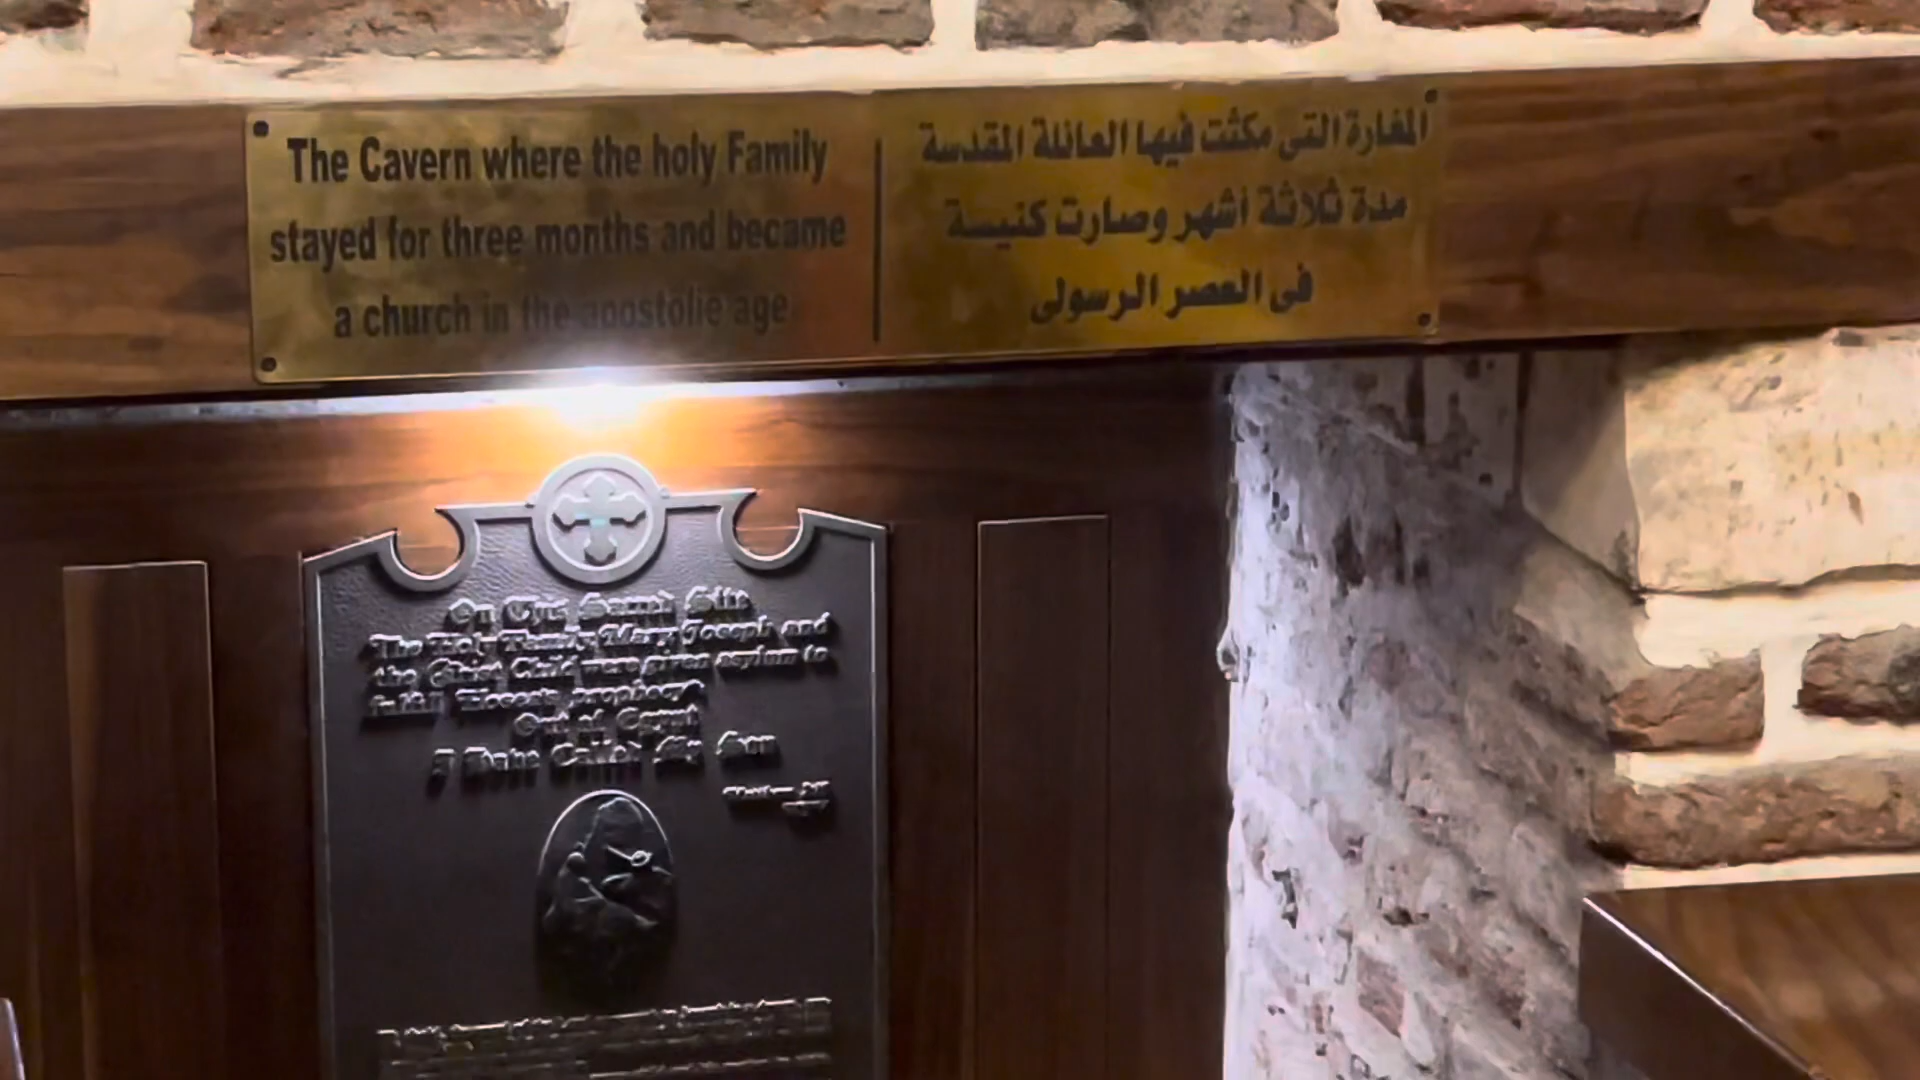 The Cavern where the holy Family
stayed for three months and became
a church in the apostolie age
المغارة التى مكثت فيها العائلة المقدسة
مدة ثلاثة أشهر وصارت كنيسة
فى العصر الرسولى
On This Sacred Site
The Holy Family, Mary, Joseph and
the Christ Child were given asylum to
fulfill Hosea's prophecy
Out of Egypt
I Have Called My Son